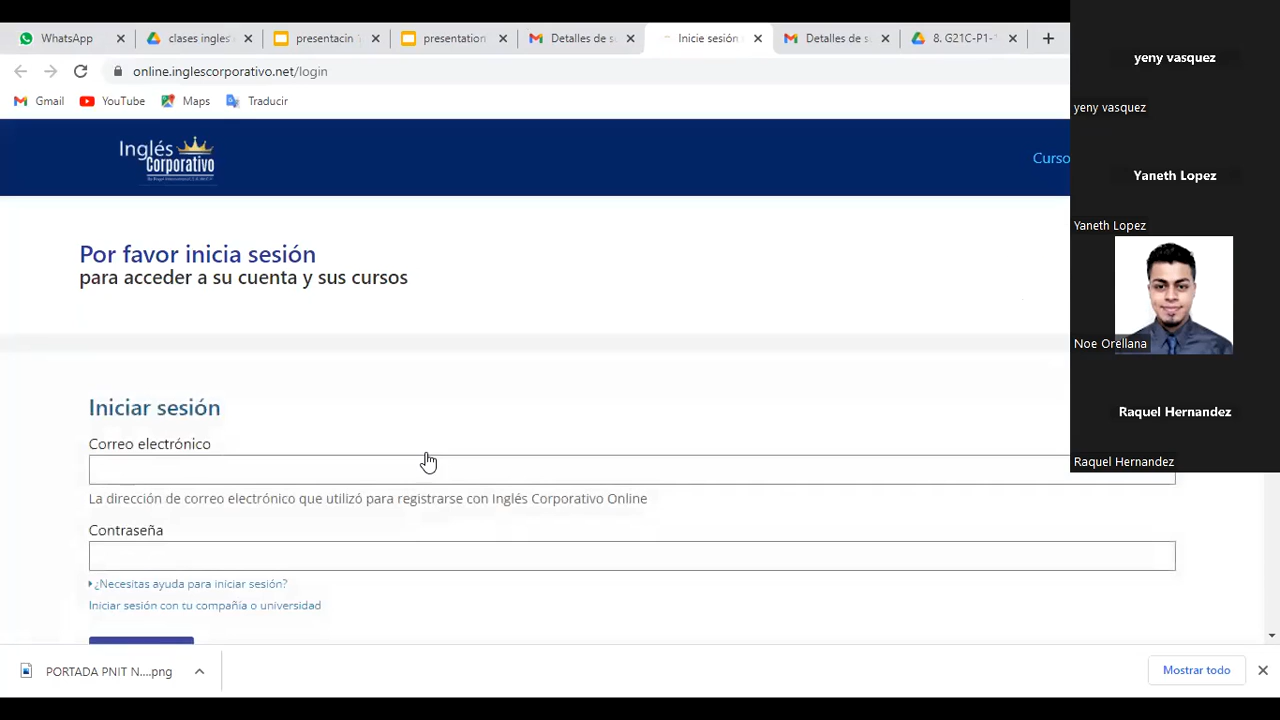 WhatsApp
clases ingles
presentacin
presentation
Detalles de s
Inicie sesión
Detalles de s
8. G21C-P1-
online.inglescorporativo.net/login
Gmail
YouTube
Maps
Traducir
Inglés
Corporativo
Curso
Por favor inicia sesión
para acceder a su cuenta y sus cursos
Iniciar sesión
Correo electrónico
La dirección de correo electrónico que utilizó para registrarse con Inglés Corporativo Online
Contraseña
¿Necesitas ayuda para iniciar sesión?
Iniciar sesión con tu compañía o universidad
PORTADA PNIT N....png
Mostrar todo
yeny vasquez
yeny vasquez
Yaneth Lopez
Yaneth Lopez
Noe Orellana
Raquel Hernandez
Raquel Hernandez